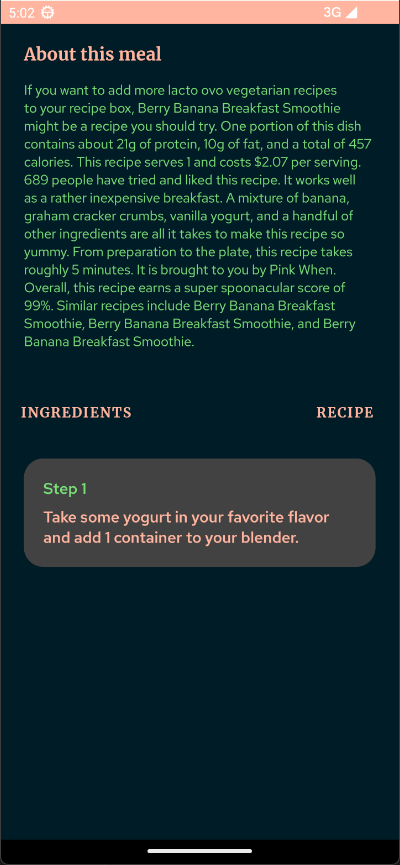 5:02
3G
About this meal
If you want to add more lacto ovo vegetarian recipes
to your recipe box, Berry Banana Breakfast Smoothie
might be a recipe you should try. One portion of this dish
contains about 21g of protein, 10g of fat, and a total of 457
calories. This recipe serves 1 and costs $2.07 per serving.
689 people have tried and liked this recipe. It works well
as a rather inexpensive breakfast. A mixture of banana,
graham cracker crumbs, vanilla yogurt, and a handful of
other ingredients are all it takes to make this recipe so
yummy. From preparation to the plate, this recipe takes
roughly 5 minutes. It is brought to you by Pink When.
Overall, this recipe earns a super spoonacular score of
99%. Similar recipes include Berry Banana Breakfast
Smoothie, Berry Banana Breakfast Smoothie, and Berry
Banana Breakfast Smoothie.
INGREDIENTS
RECIPE
Step 1
Take some yogurt in your favorite flavor
and add 1 container to your blender.